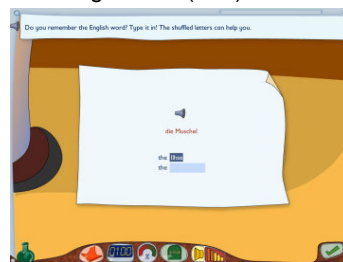 Do you remember the English word? Type it in! The shuffled letters can help you.
die Muschel
the
the